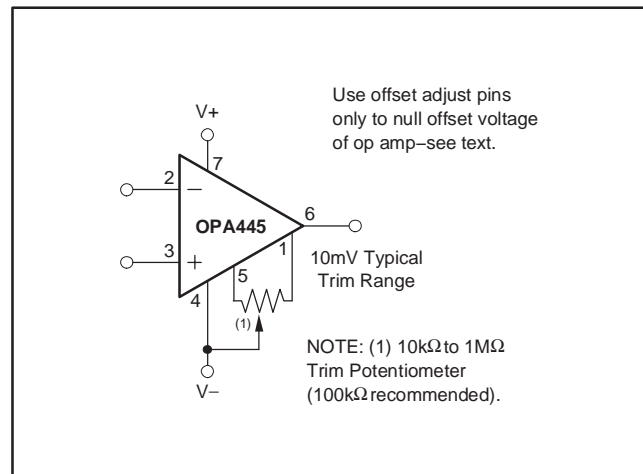 Use offset adjust pins
only to null offset voltage
of op amp–see text.
V+
7
2
−
OPA445
6
3
+
1
5
4
10mV Typical
Trim Range
(1)
NOTE: (1) 10kΩ to 1MΩ
Trim Potentiometer
(100kΩ recommended).
V−